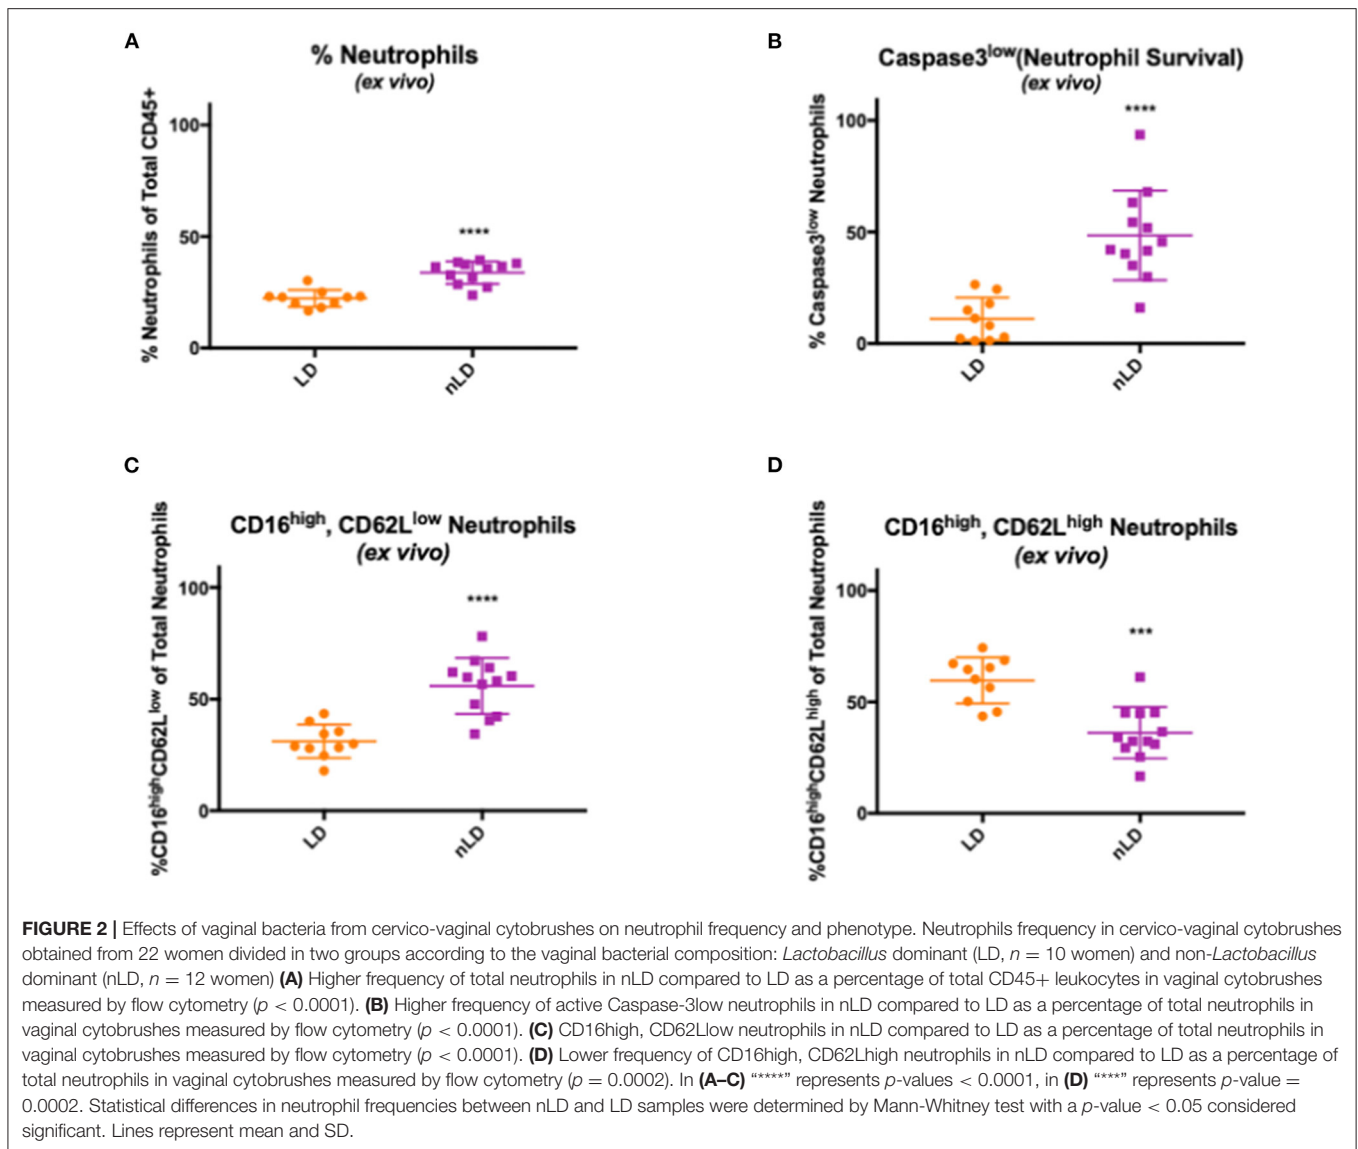 A
% Neutrophils
(ex vivo)
% Neutrophils of Total CD45+
100
50
0
****
LD
nLD
B
Caspase3low(Neutrophil Survival)
(ex vivo)
% Caspase3low Neutrophils
100
50
0
****
LD
nLD
C
CD16high, CD62Llow Neutrophils
(ex vivo)
%CD16highCD62Llow of Total Neutrophils
100
50
0
****
LD
nLD
D
CD16high, CD62Lhigh Neutrophils
(ex vivo)
%CD16highCD62Lhigh of Total Neutrophils
100
50
0
***
LD
nLD
FIGURE 2 | Effects of vaginal bacteria from cervico-vaginal cytobrushes on neutrophil frequency and phenotype. Neutrophils frequency in cervico-vaginal cytobrushes
obtained from 22 women divided in two groups according to the vaginal bacterial composition: Lactobacillus dominant (LD, n = 10 women) and non-Lactobacillus
dominant (nLD, n = 12 women) (A) Higher frequency of total neutrophils in nLD compared to LD as a percentage of total CD45+ leukocytes in vaginal cytobrushes
measured by flow cytometry (p < 0.0001). (B) Higher frequency of active Caspase-3low neutrophils in nLD compared to LD as a percentage of total neutrophils in
vaginal cytobrushes measured by flow cytometry (p < 0.0001). (C) CD16high, CD62Llow neutrophils in nLD compared to LD as a percentage of total neutrophils in
vaginal cytobrushes measured by flow cytometry (p < 0.0001). (D) Lower frequency of CD16high, CD62Lhigh neutrophils in nLD compared to LD as a percentage of
total neutrophils in vaginal cytobrushes measured by flow cytometry (p = 0.0002). In (A–C) “****” represents p-values < 0.0001, in (D) “***” represents p-value =
0.0002. Statistical differences in neutrophil frequencies between nLD and LD samples were determined by Mann-Whitney test with a p-value < 0.05 considered
significant. Lines represent mean and SD.